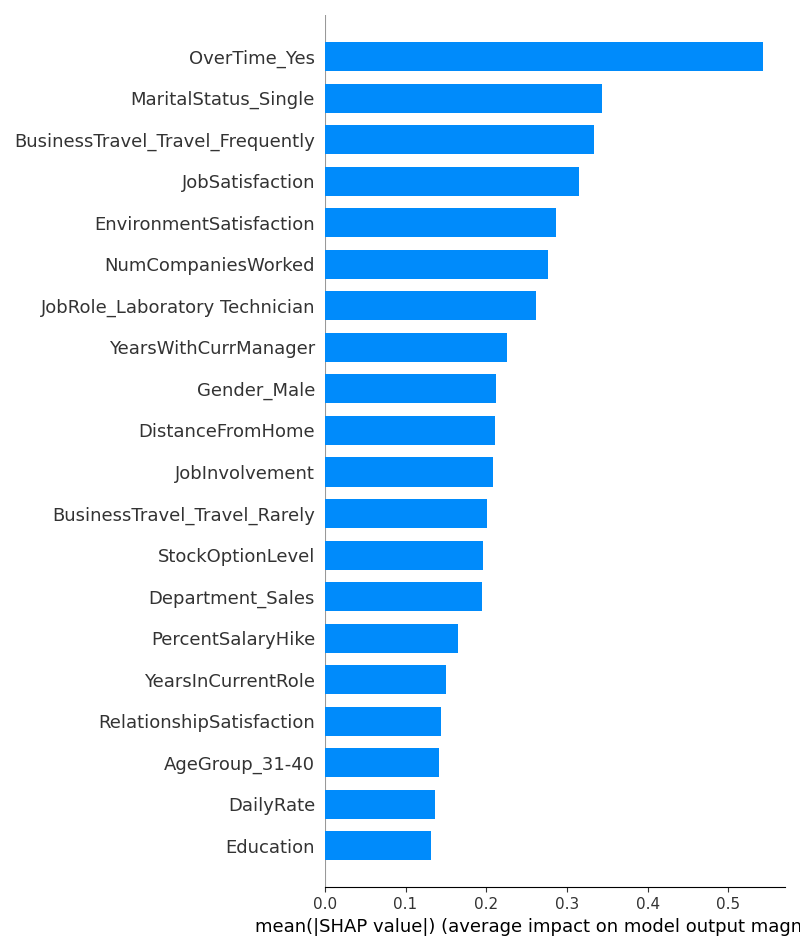 OverTime_Yes
MaritalStatus_Single
BusinessTravel_Travel_Frequently
JobSatisfaction
EnvironmentSatisfaction
NumCompaniesWorked
JobRole_Laboratory Technician
YearsWithCurrManager
Gender_Male
DistanceFromHome
JobInvolvement
BusinessTravel_Travel_Rarely
StockOptionLevel
Department_Sales
PercentSalaryHike
YearsInCurrentRole
RelationshipSatisfaction
AgeGroup_31-40
DailyRate
Education
0.0 0.1 0.2 0.3 0.4 0.5
mean(|SHAP value|) (average impact on model output magn